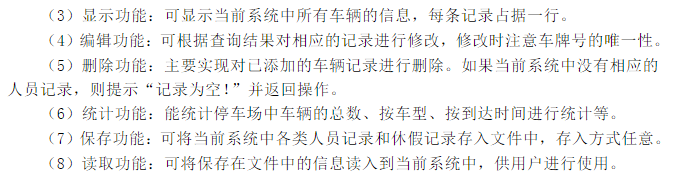 （3）显示功能：可显示当前系统中所有车辆的信息，每条记录占据一行。
（4）编辑功能：可根据查询结果对相应的记录进行修改，修改时注意车牌号的唯一性。
（5）删除功能：主要实现对已添加的车辆记录进行删除。如果当前系统中没有相应的
人员记录，则提示“记录为空！”并返回操作。
（6）统计功能：能统计停车场中车辆的总数、按车型、按到达时间进行统计等。
（7）保存功能：可将当前系统中各类人员记录和休假记录存入文件中，存入方式任意。
（8）读取功能：可将保存在文件中的信息读入到当前系统中，供用户进行使用。